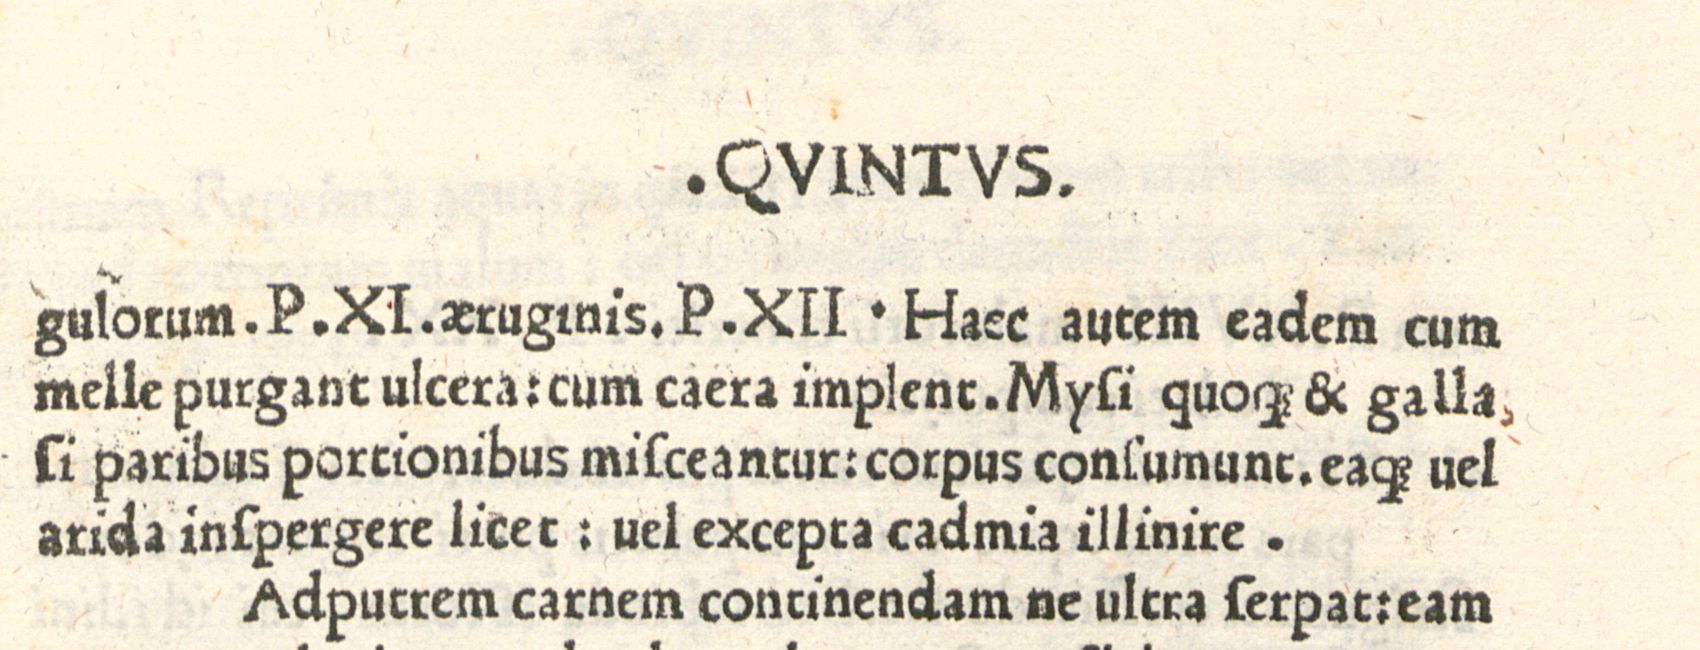 .QVINTVS.
gulorum.P.XI.æruginis.P.XII · Haec autem eadem cum
melle purgant ulcera:cum caera implent.Myſi quoqꝫ & galla,
ſi paribus portionibus miſceantur:corpus conſumunt.eaqꝫ uel
arida inſpergere licet : uel excepta cadmia illinire .
Adputrem carnem continendam ne ultra ſerpat:eam